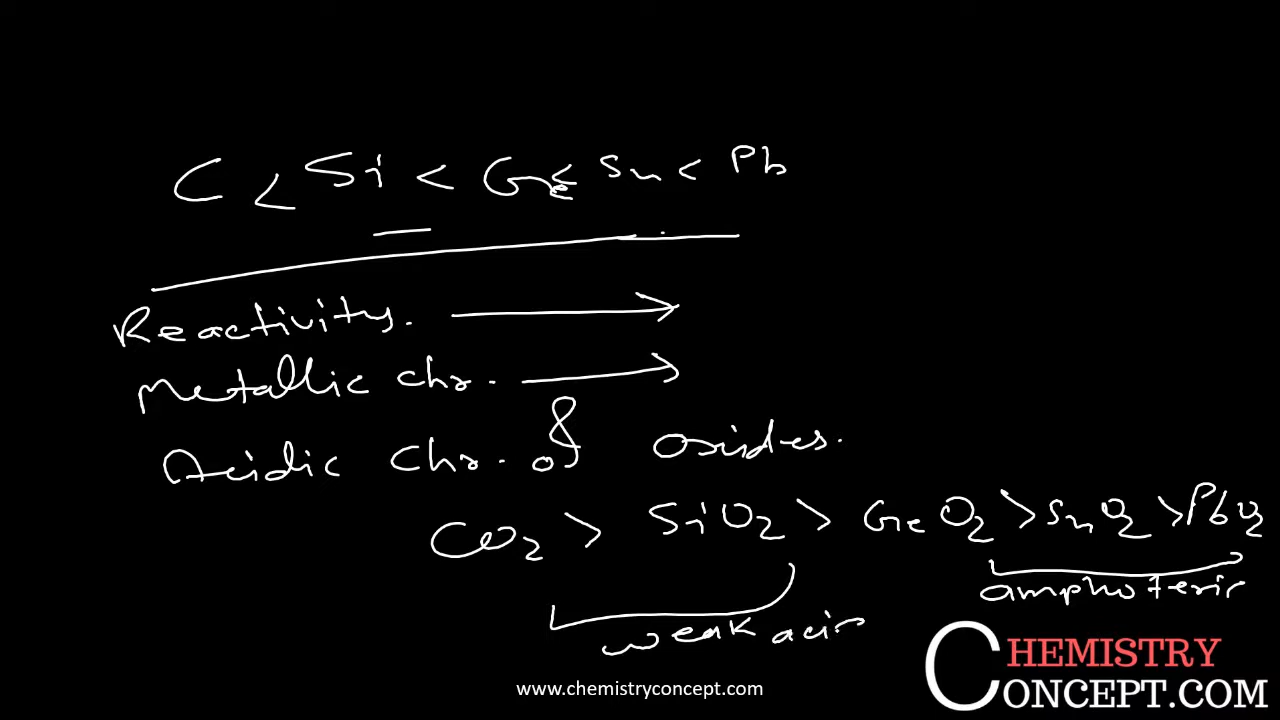 C < Si < Ge < Sn < Pb
Reactivity. →
Metallic Chr. →
Acidic Chr. of oxides.
CO2 > SiO2 > GeO2 > SnO2 > PbO2
amphoteric
weak acid
CHEMISTRY
CONCEPT.COM
www.chemistryconcept.com